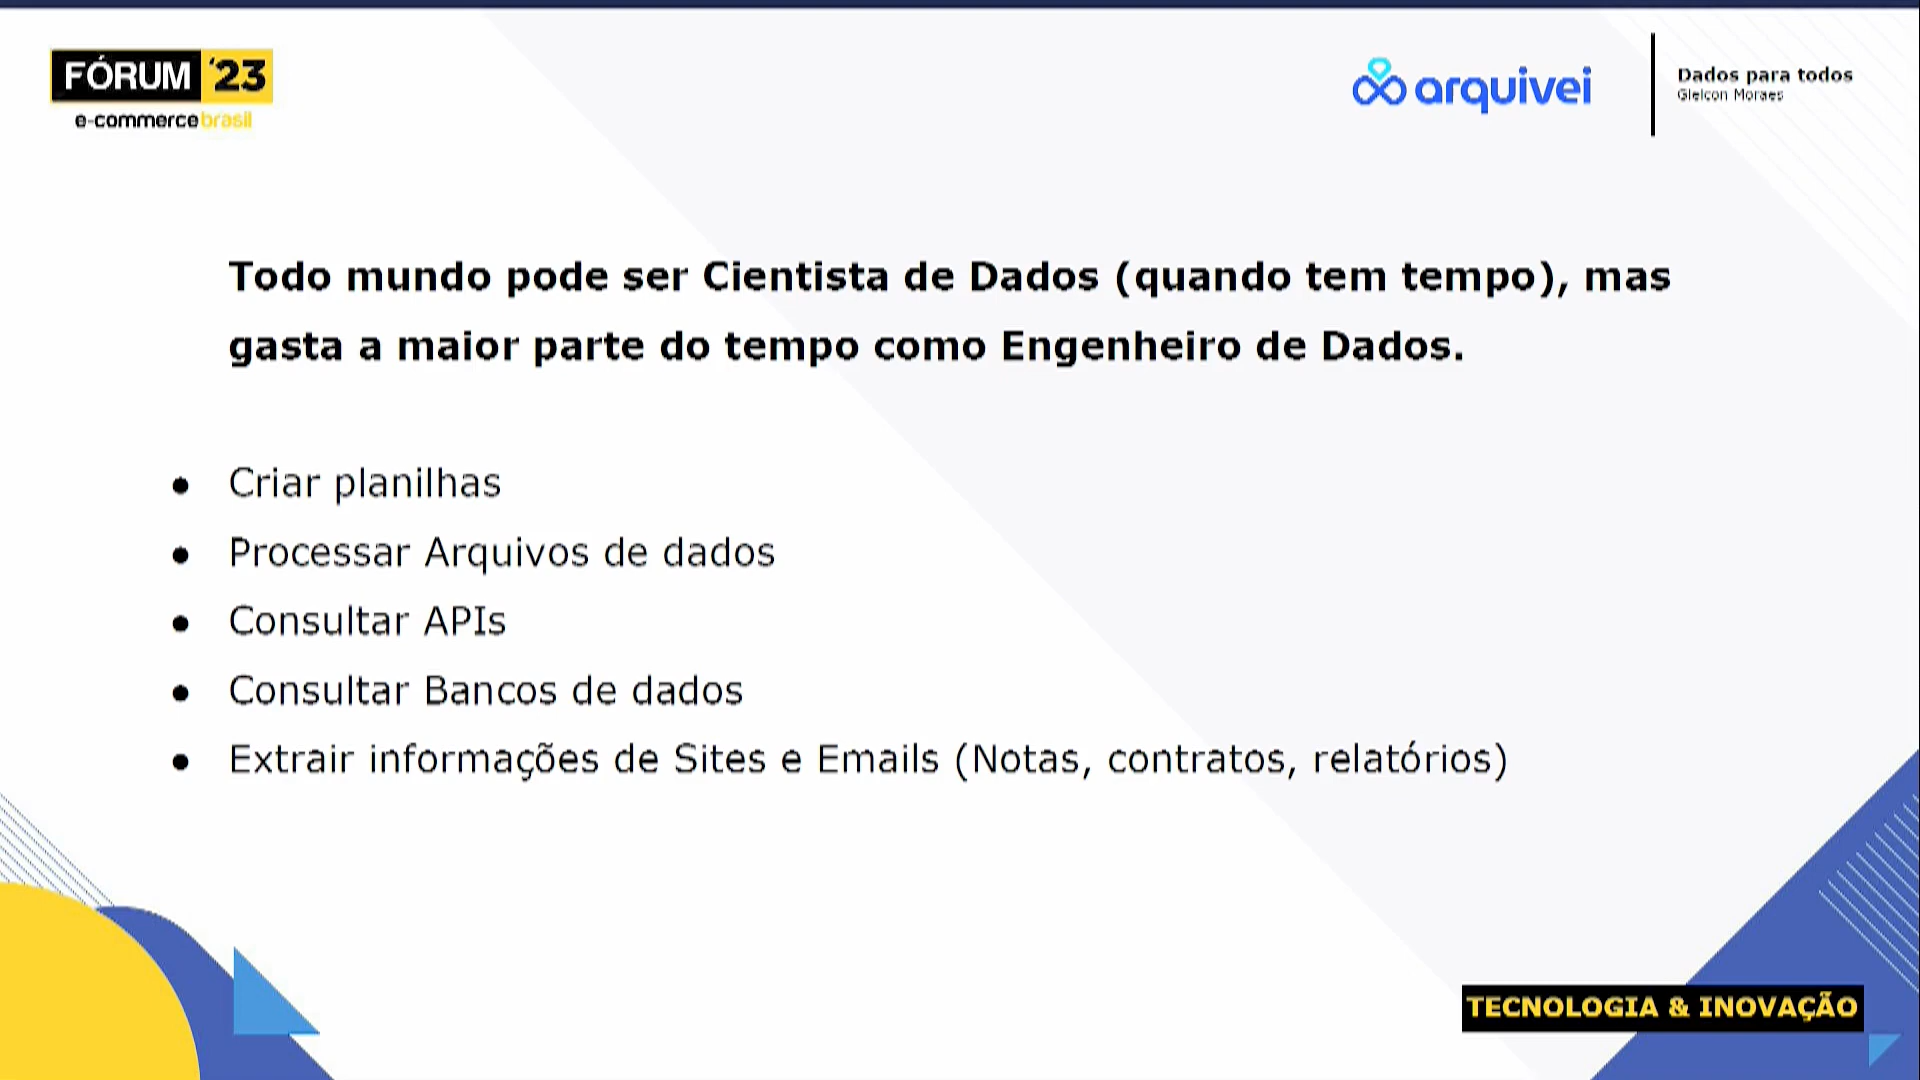 FÓRUM '23
e-commercebrasil
arquivei
Dados para todos
Gleicon Moraes
Todo mundo pode ser Cientista de Dados (quando tem tempo), mas
gasta a maior parte do tempo como Engenheiro de Dados.
● Criar planilhas
● Processar Arquivos de dados
● Consultar APIs
● Consultar Bancos de dados
● Extrair informações de Sites e Emails (Notas, contratos, relatórios)
TECNOLOGIA & INOVAÇÃO